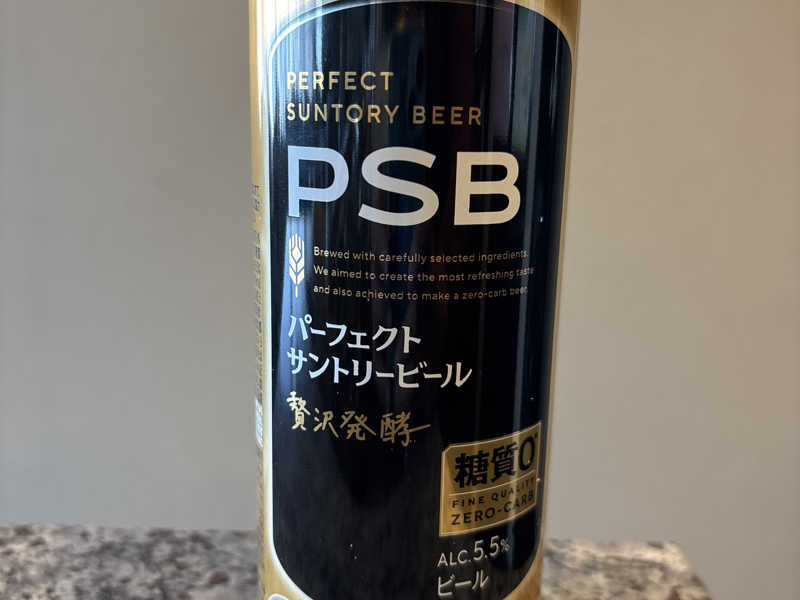 PERFECT
SUNTORY BEER
PSB
Brewed with carefully selected ingredients.
We aimed to create the most refreshing taste
and also achieved to make a zero-carb beer.
パーフェクト
サントリービール
贅沢発酵
糖質0*
FINE QUALITY
ZERO-CARB
ALC.5.5%
ビール